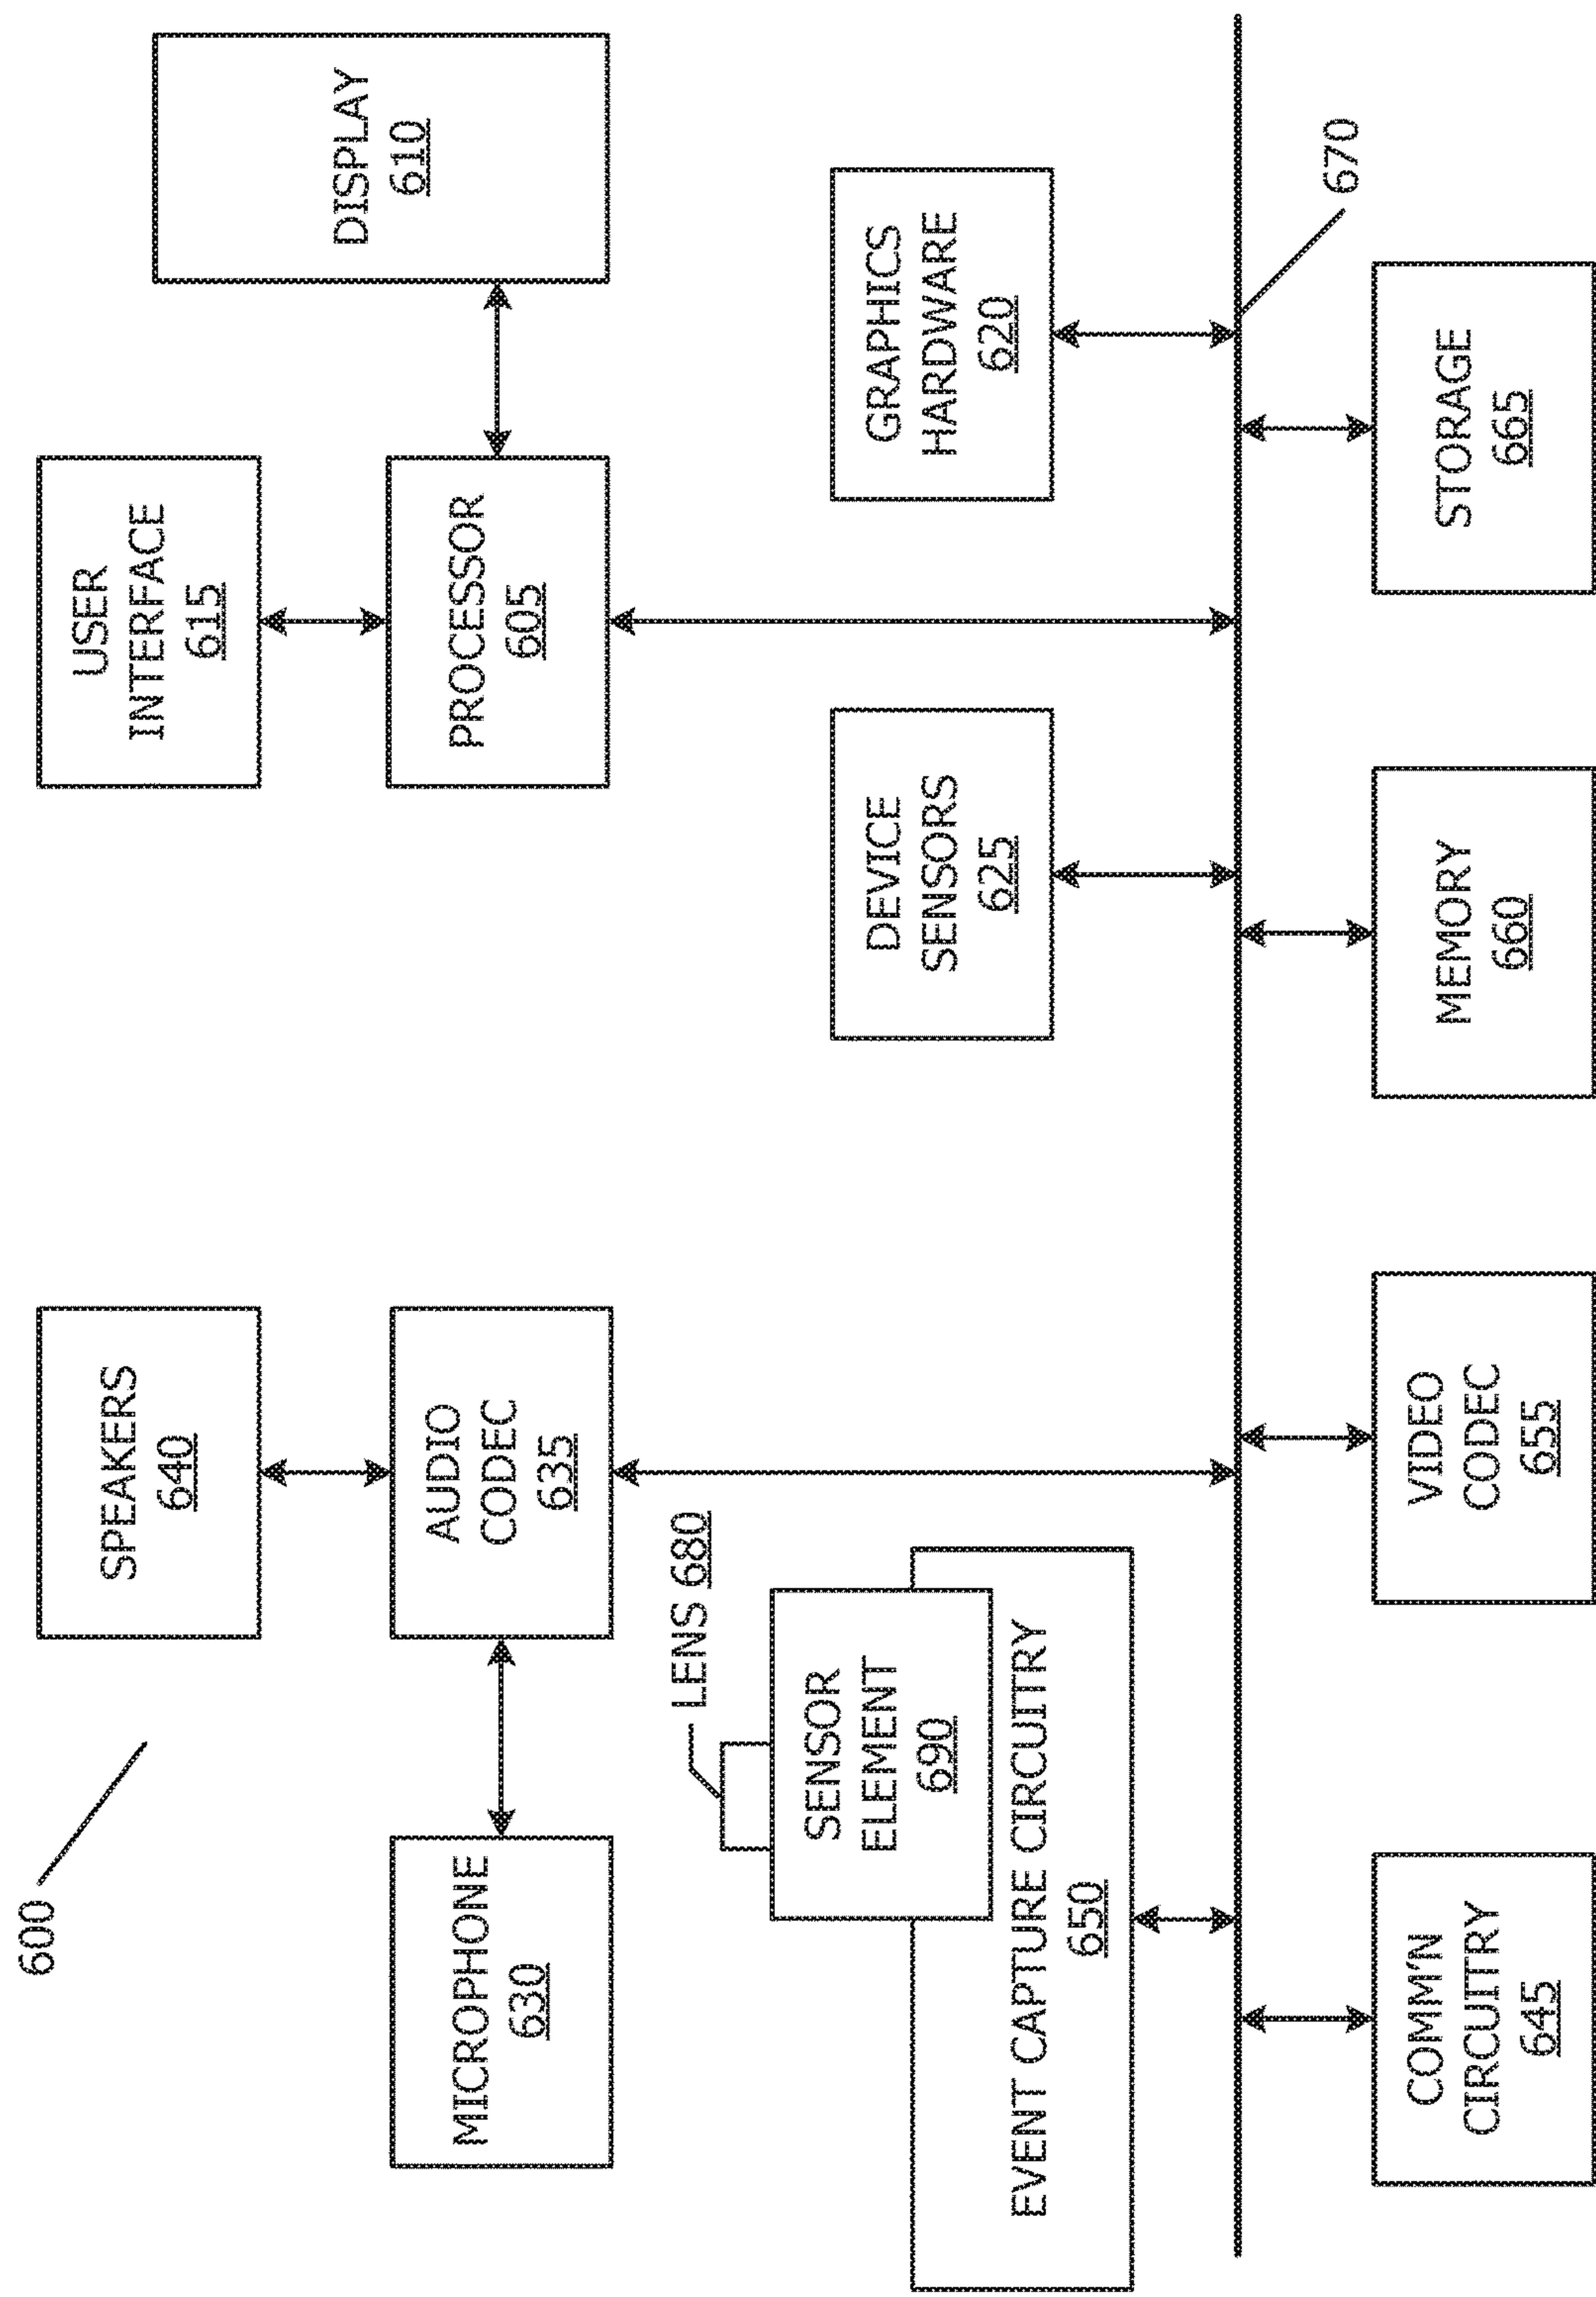 600
SPEAKERS
640
USER
INTERFACE
615
MICROPHONE
630
AUDIO
CODEC
635
PROCESSOR
605
DISPLAY
610
LENS 680
SENSOR
ELEMENT
690
EVENT CAPTURE CIRCUITRY
650
DEVICE
SENSORS
625
GRAPHICS
HARDWARE
620
670
COMM'N
CIRCUITRY
645
VIDEO
CODEC
655
MEMORY
660
STORAGE
665